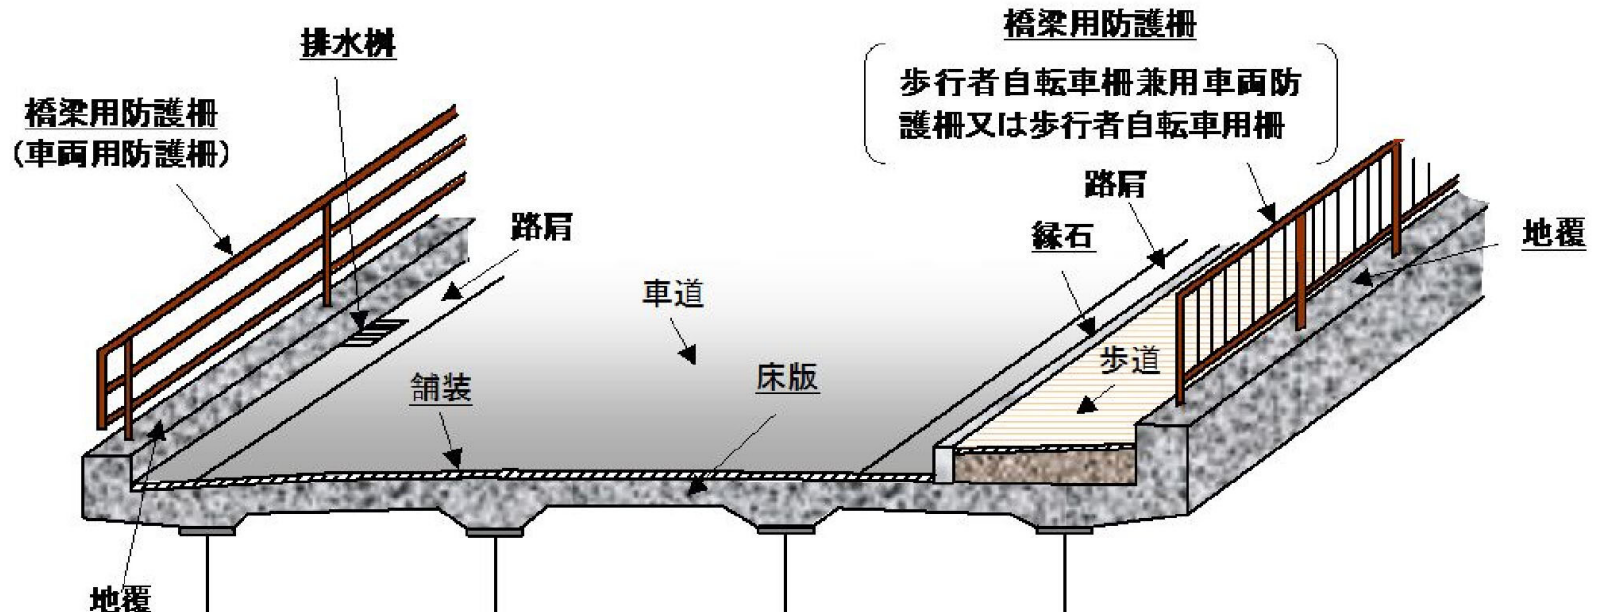 橋梁用防護柵
歩行者自転車柵兼用車両防
護柵又は歩行者自転車用柵
排水桝
橋梁用防護柵
(車両用防護柵)
路肩
路肩
縁石
地覆
車道
歩道
舗装
床版
地覆